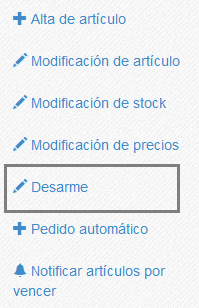 Alta de artículo
Modificación de artículo
Modificación de stock
Modificación de precios
Desarme
Pedido automático
Notificar artículos por
vencer